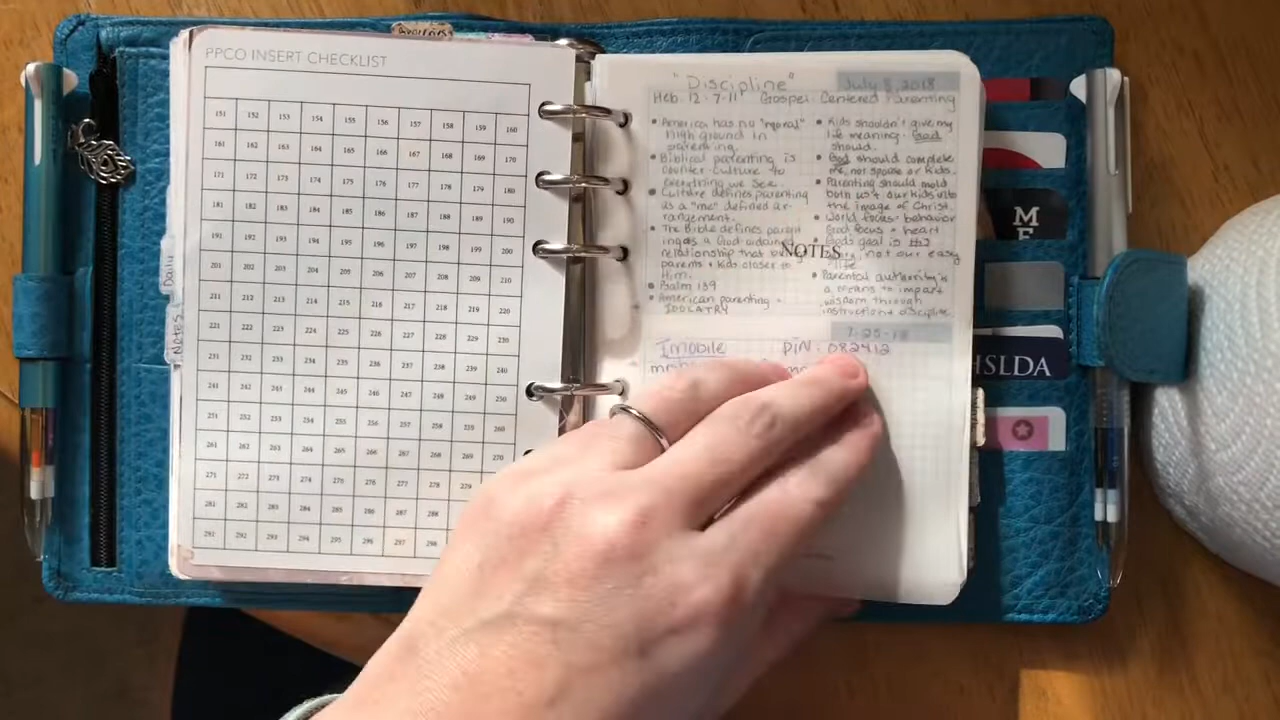 Daily
NOTES
PPCO INSERT CHECKLIST
151 152 153 154 155 156 157 158 159 160
161 162 163 164 165 166 167 168 169 170
171 172 173 174 175 176 177 178 179 180
181 182 183 184 185 186 187 188 189 190
191 192 193 194 195 196 197 198 199 200
201 202 203 204 205 206 207 208 209 210
211 212 213 214 215 216 217 218 219 220
221 222 223 224 225 226 227 228 229 230
231 232 233 234 235 236 237 238 239 240
241 242 243 244 245 246 247 248 249 250
251 252 253 254 255 256 257 258 259 260
261 262 263 264 265 266 267 268 269 270
271 272 273 274 275 276 277 278 279
281 282 283 284 285 286 287 288
291 292 293 294 295 296 297 298
"Discipline" July 8, 2018
Heb. 12:7-11 Gospel-Centered Parenting
• America has no "moral"
high ground in
parenting.
• Biblical parenting is
counter-culture to
everything we see.
• Culture defines parenting
as a "me" defined ar-
rangement.
• The Bible defines parent
ing as a God-ordained
relationship that
parents + kids closer to
Him.
• Psalm 139
• American parenting =
IDOLATRY
• Kids shouldn't give my
life meaning. God
should.
• God should complete
me, not spouse or kids.
• Parenting should mold
both us + our kids into
the image of Christ.
• World focus = behavior
God focus = heart
• God's goal is His
glory, not our easy
life
• Parental authority is
a means to impart
wisdom through
instruction + discipline.
NOTES
7-25-18
Tmobile PIN: 082412
ME
HSLDA